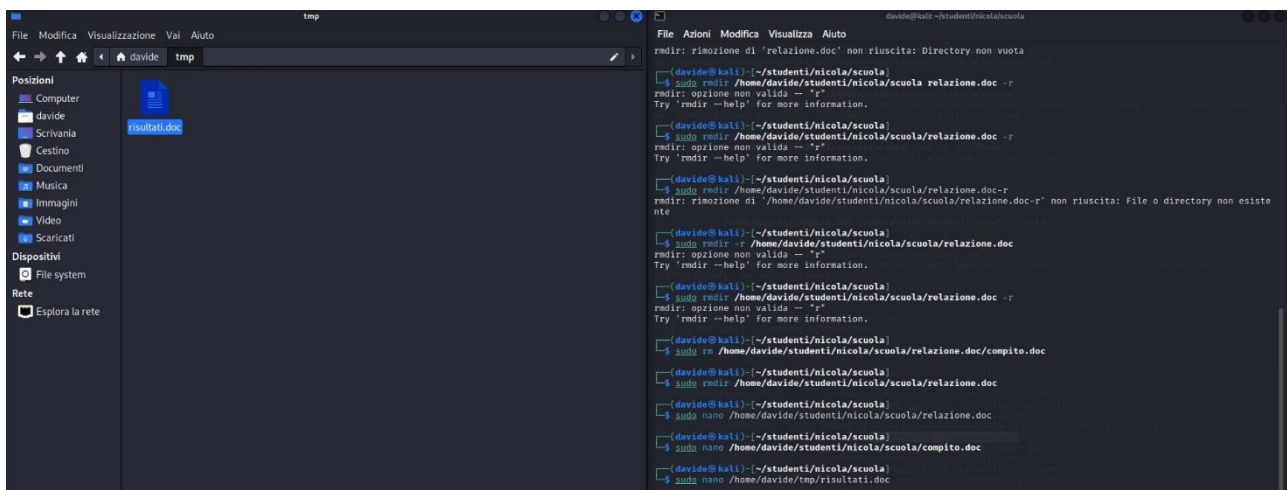 tmp
File Modifica Visualizzazione Vai Aiuto
davide tmp
Posizioni
Computer
davide
Scrivania
Cestino
Documenti
Musica
Immagini
Video
Scaricati
Dispositivi
File system
Rete
Esplora la rete
risultati.doc
davide@kali: ~/studenti/nicola/scuola
File Azioni Modifica Visualizza Aiuto
rmdir: rimozione di 'relazione.doc' non riuscita: Directory non vuota
(davide㉿kali)-[~/studenti/nicola/scuola]
$ sudo rmdir /home/davide/studenti/nicola/scuola relazione.doc -r
rmdir: opzione non valida -- "r"
Try 'rmdir --help' for more information.
(davide㉿kali)-[~/studenti/nicola/scuola]
$ sudo rmdir /home/davide/studenti/nicola/scuola/relazione.doc -r
rmdir: opzione non valida -- "r"
Try 'rmdir --help' for more information.
(davide㉿kali)-[~/studenti/nicola/scuola]
$ sudo rmdir /home/davide/studenti/nicola/scuola/relazione.doc-r
rmdir: rimozione di '/home/davide/studenti/nicola/scuola/relazione.doc-r' non riuscita: File o directory non esiste
nte
(davide㉿kali)-[~/studenti/nicola/scuola]
$ sudo rmdir -r /home/davide/studenti/nicola/scuola/relazione.doc
rmdir: opzione non valida -- "r"
Try 'rmdir --help' for more information.
(davide㉿kali)-[~/studenti/nicola/scuola]
$ sudo rmdir /home/davide/studenti/nicola/scuola/relazione.doc -r
rmdir: opzione non valida -- "r"
Try 'rmdir --help' for more information.
(davide㉿kali)-[~/studenti/nicola/scuola]
$ sudo rm /home/davide/studenti/nicola/scuola/relazione.doc/compito.doc
(davide㉿kali)-[~/studenti/nicola/scuola]
$ sudo rmdir /home/davide/studenti/nicola/scuola/relazione.doc
(davide㉿kali)-[~/studenti/nicola/scuola]
$ sudo nano /home/davide/studenti/nicola/scuola/relazione.doc
(davide㉿kali)-[~/studenti/nicola/scuola]
$ sudo nano /home/davide/studenti/nicola/scuola/compito.doc
(davide㉿kali)-[~/studenti/nicola/scuola]
$ sudo nano /home/davide/tmp/risultati.doc